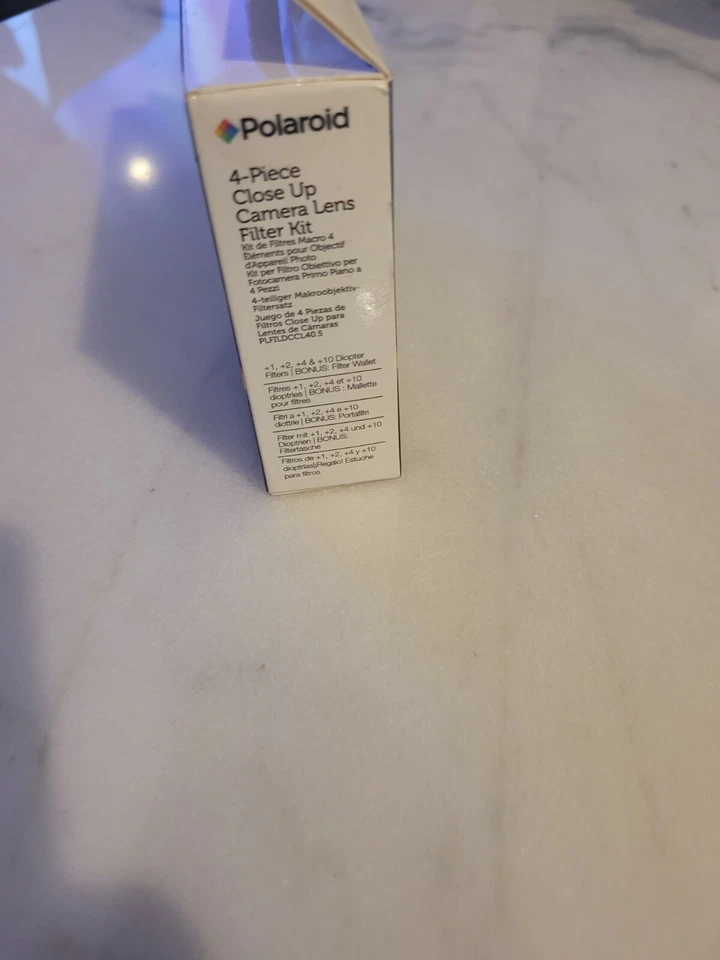 Polaroid
4-Piece
Close Up
Camera Lens
Filter Kit
Kit de Filtres Macro 4
Eléments pour Objectif
d'Appareil Photo
Kit per Filtro Obiettivo per
Fotocamera Primo Piano a
4 Pezzi
4-teiliger Makroobjektiv-
Filtersatz
Juego de 4 Piezas de
Filtros Close Up para
Lentes de Cámaras
PLFILDCCL40.5
+1, +2, +4 & +10 Diopter
Filters | BONUS: Filter Wallet
Filtres +1, +2, +4 et +10
dioptries | BONUS : Mallette
pour filtres
Filtri a +1, +2, +4 e +10
diottrie | BONUS: Portafiltri
Filter mit +1, +2, +4 und +10
Dioptrien | BONUS:
Filtertasche
Filtros de +1, +2, +4 y +10
dioptrías|¡Regalo! Estuche
para filtros